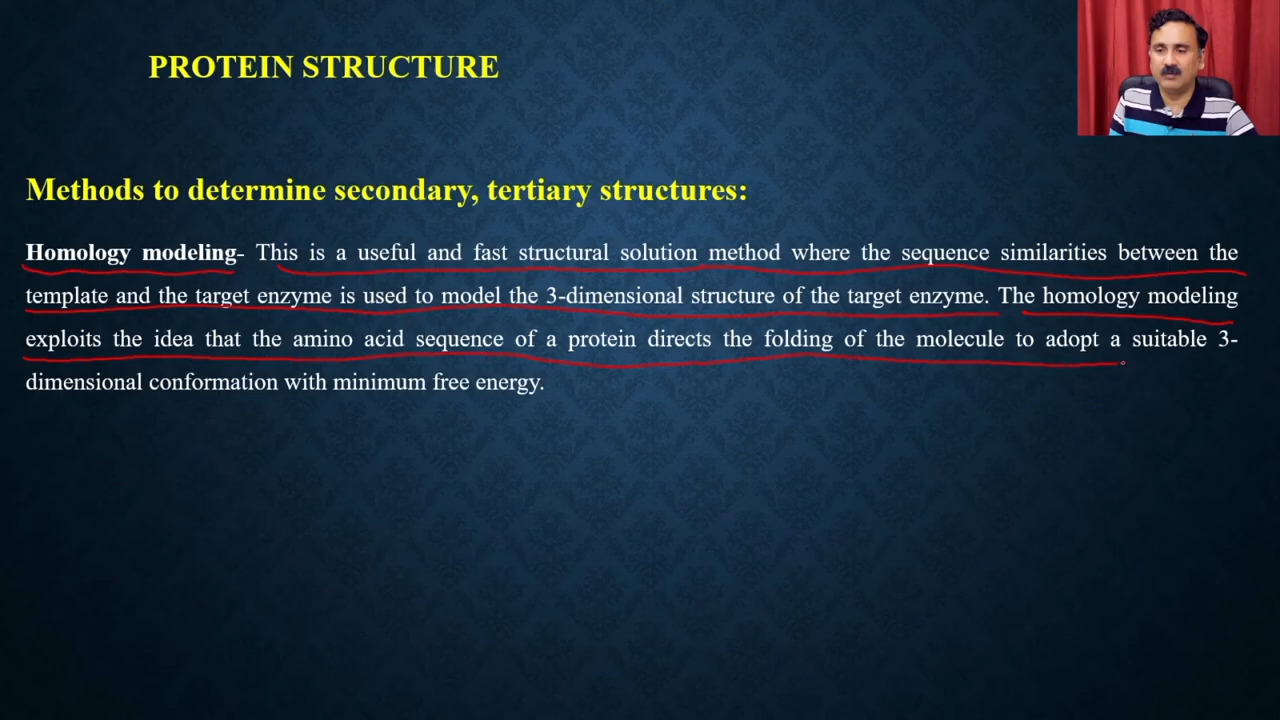 PROTEIN STRUCTURE
Methods to determine secondary, tertiary structures:
Homology modeling- This is a useful and fast structural solution method where the sequence similarities between the
template and the target enzyme is used to model the 3-dimensional structure of the target enzyme. The homology modeling
exploits the idea that the amino acid sequence of a protein directs the folding of the molecule to adopt a suitable 3-
dimensional conformation with minimum free energy.